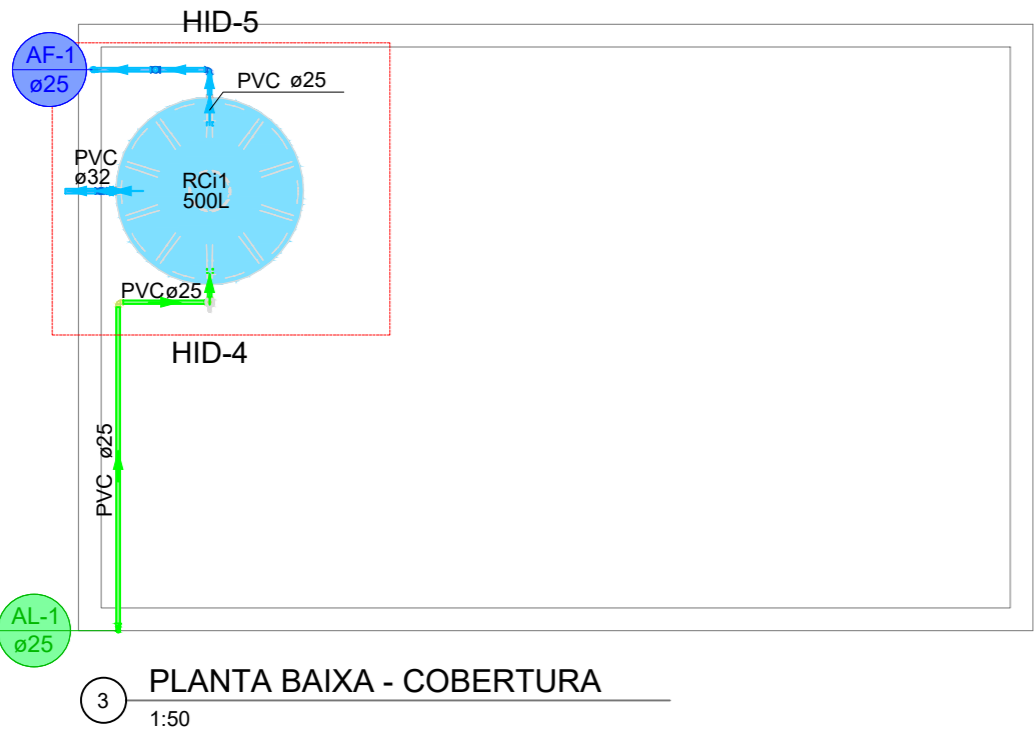 HID-5
AF-1
ø25
PVC ø25
PVC
ø32
RCi1
500L
PVCø25
HID-4
PVC ø25
AL-1
ø25
3
PLANTA BAIXA - COBERTURA
1:50